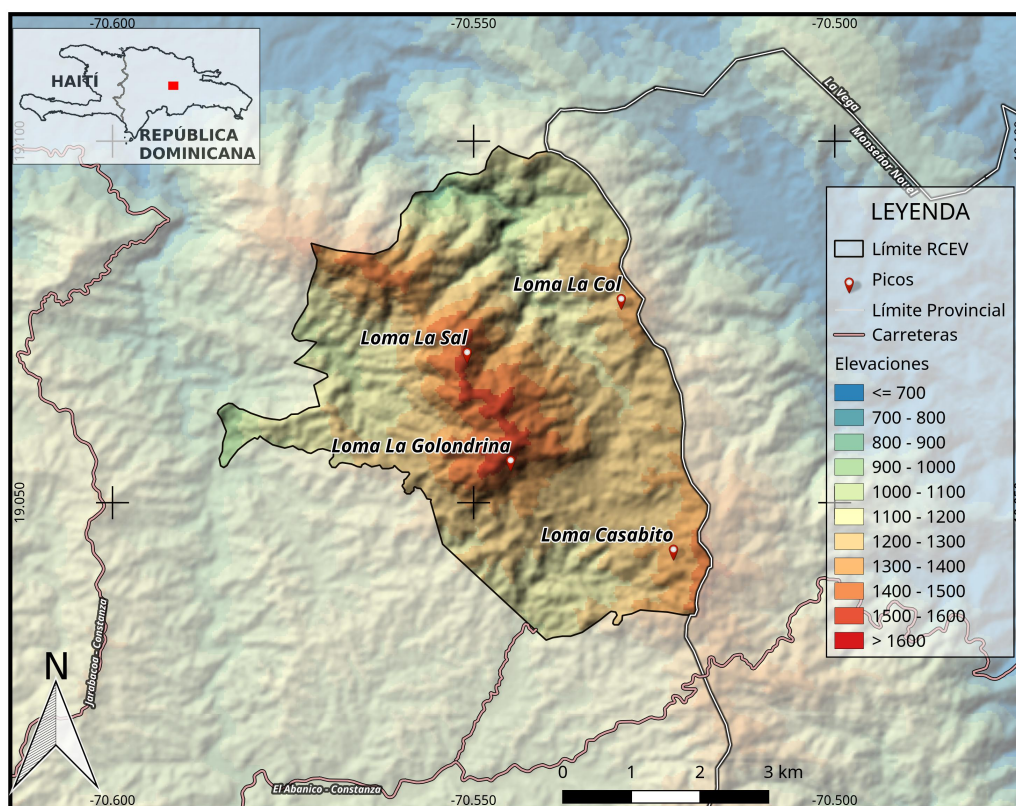 -70.600
-70.550
-70.500
HAITÍ
REPÚBLICA
DOMINICANA
19.100
La Vega
Monseñor Nouel
LEYENDA
Límite RCEV
Picos
Límite Provincial
Carreteras
Elevaciones
<= 700
700 - 800
800 - 900
900 - 1000
1000 - 1100
1100 - 1200
1200 - 1300
1300 - 1400
1400 - 1500
1500 - 1600
> 1600
Loma La Col
Loma La Sal
Loma La Golondrina
Loma Casabito
19.050
Jarabacoa - Constanza
N
El Abanico - Constanza
0
1
2
3 km
-70.600
-70.550
-70.500